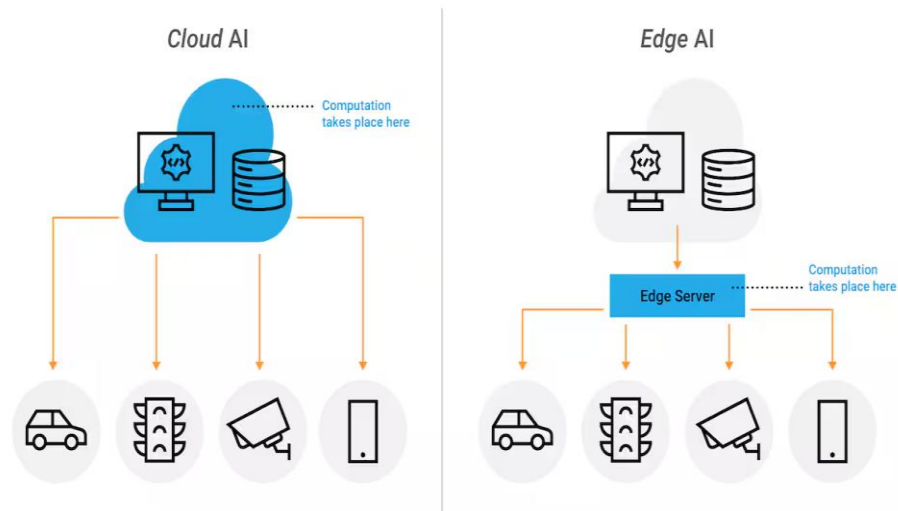 Cloud AI
Computation
takes place here
</>
Edge AI
</>
Computation
takes place here
Edge Server